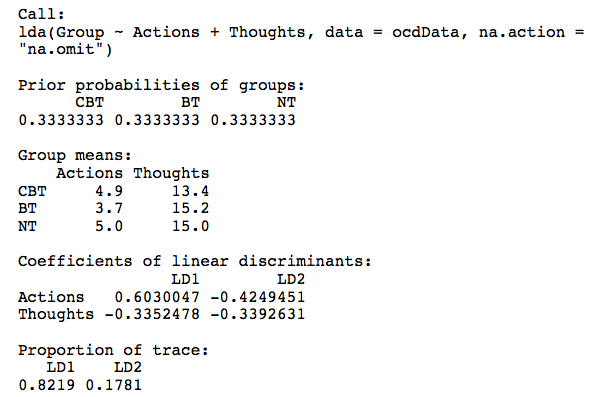 Call:
lda(Group ~ Actions + Thoughts, data = ocdData, na.action =
"na.omit")
Prior probabilities of groups:
CBT BT NT
0.3333333 0.3333333 0.3333333
Group means:
Actions Thoughts
CBT 4.9 13.4
BT 3.7 15.2
NT 5.0 15.0
Coefficients of linear discriminants:
LD1 LD2
Actions 0.6030047 -0.4249451
Thoughts -0.3352478 -0.3392631
Proportion of trace:
LD1 LD2
0.8219 0.1781